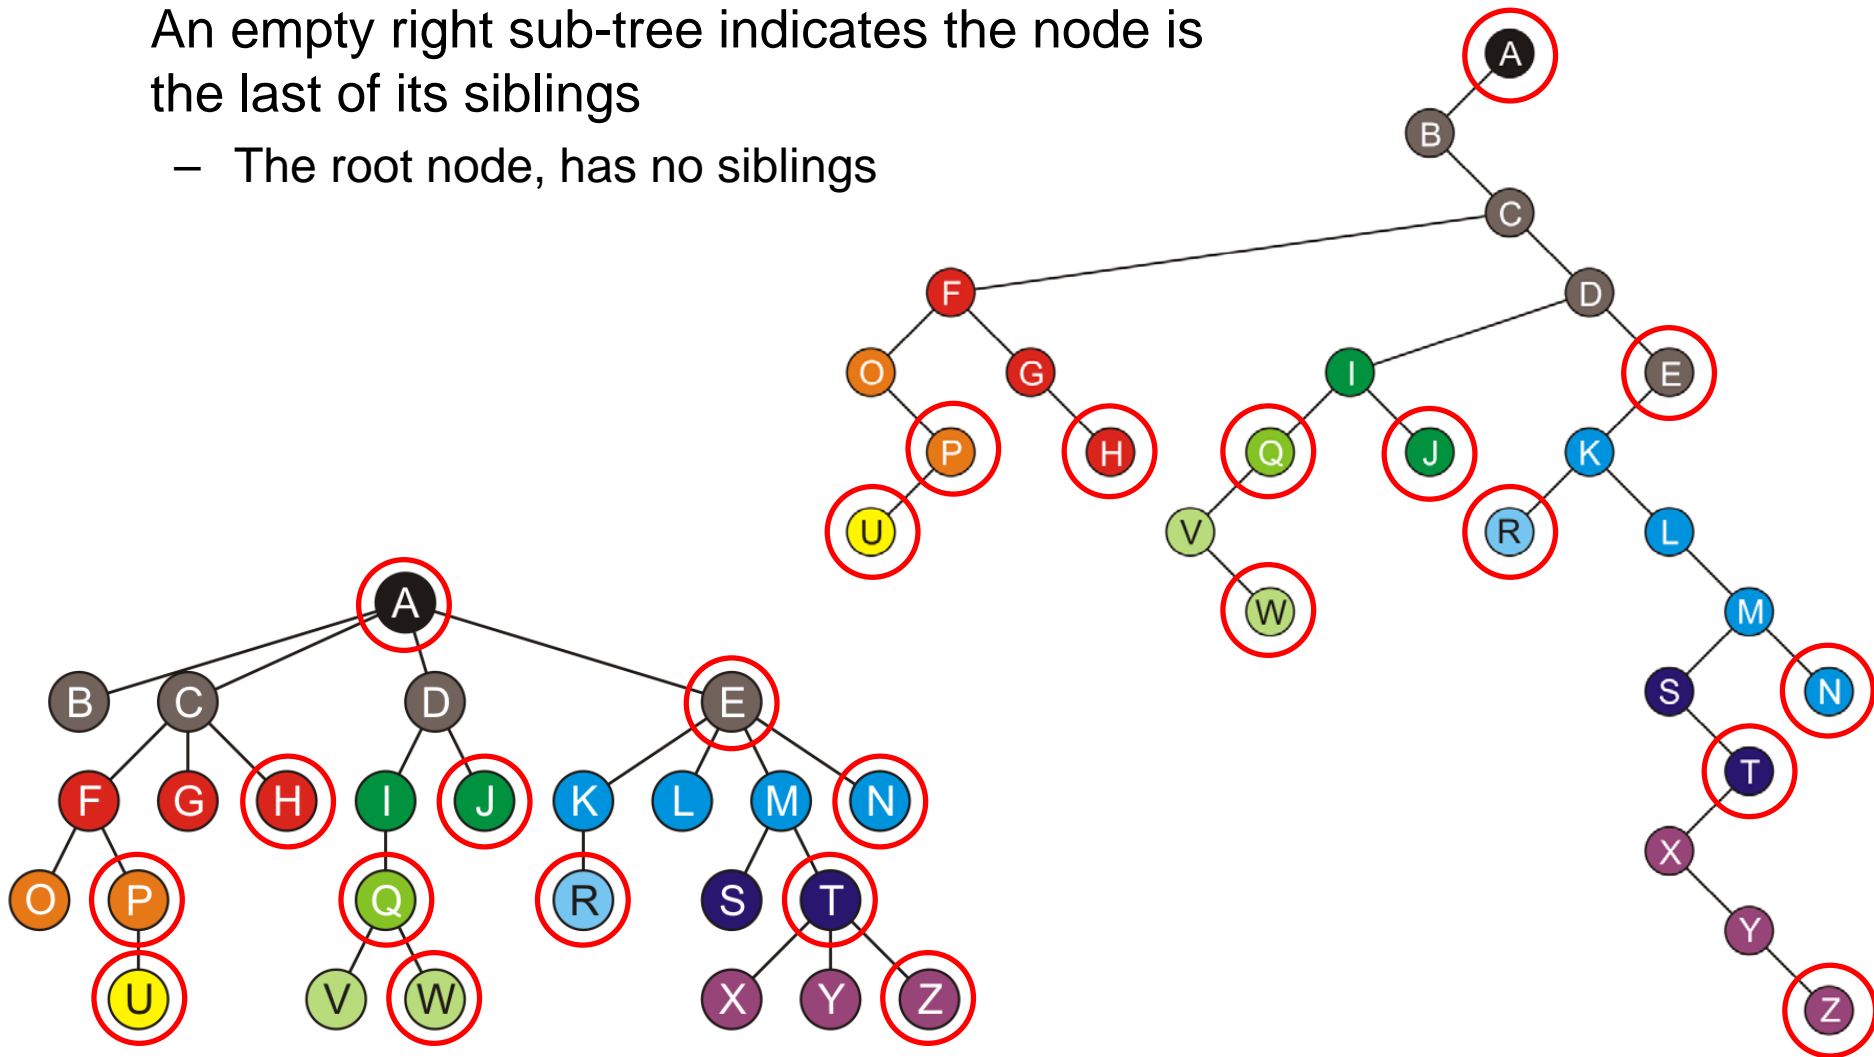 An empty right sub-tree indicates the node is
the last of its siblings
– The root node, has no siblings
A
B
C
F D
O G I E
P H Q J K
U V R L
W M
S N
T
X
Y
Z
A
B C D E
F G H I J K L M N
O P Q R S T
U V W X Y Z